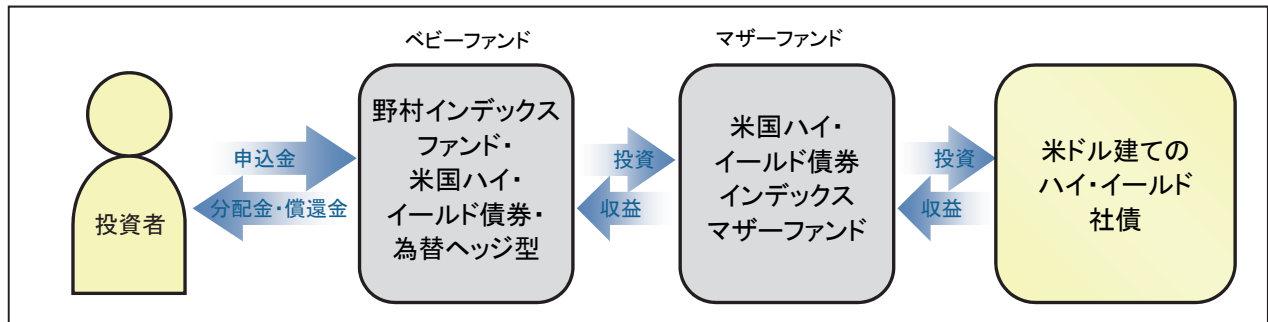 ベビーファンド
マザーファンド
投資者
申込金
分配金・償還金
野村インデックス
ファンド・
米国ハイ・
イールド債券・
為替ヘッジ型
投資
収益
米国ハイ・
イールド債券
インデックス
マザーファンド
投資
収益
米ドル建ての
ハイ・イールド
社債